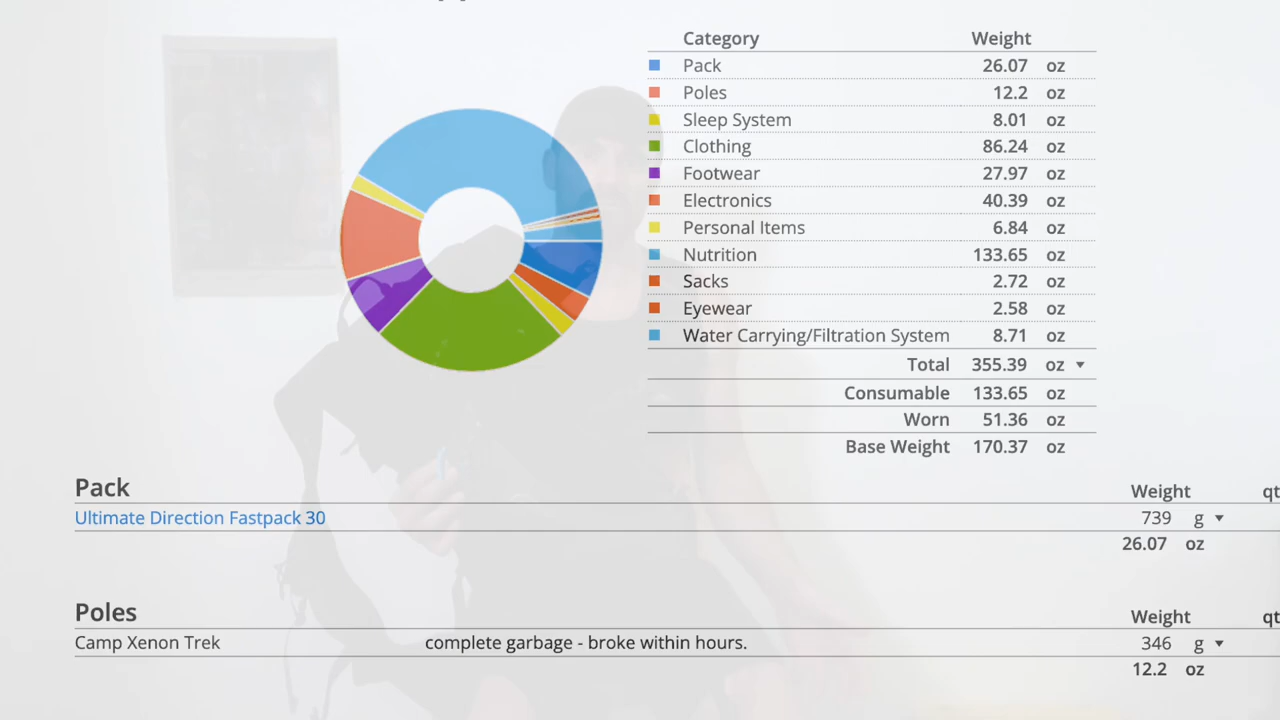 Category Weight
Pack 26.07 oz
Poles 12.2 oz
Sleep System 8.01 oz
Clothing 86.24 oz
Footwear 27.97 oz
Electronics 40.39 oz
Personal Items 6.84 oz
Nutrition 133.65 oz
Sacks 2.72 oz
Eyewear 2.58 oz
Water Carrying/Filtration System 8.71 oz
Total 355.39 oz
Consumable 133.65 oz
Worn 51.36 oz
Base Weight 170.37 oz
Pack Weight qt
Ultimate Direction Fastpack 30 739 g
26.07 oz
Poles Weight qt
Camp Xenon Trek complete garbage - broke within hours. 346 g
12.2 oz